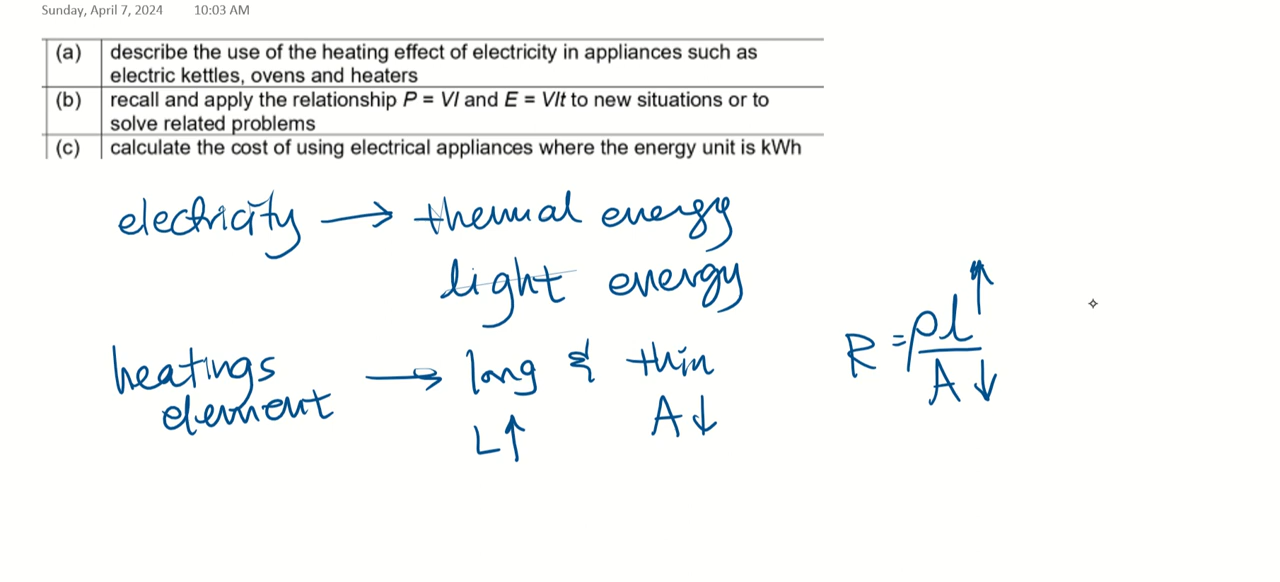 Sunday, April 7, 2024 10:03 AM
(a) describe the use of the heating effect of electricity in appliances such as
electric kettles, ovens and heaters
(b) recall and apply the relationship P = VI and E = VIt to new situations or to
solve related problems
(c) calculate the cost of using electrical appliances where the energy unit is kWh
electricity → thermal energy
light energy
heatings
element → long & thin
L↑ A↓
R = ρl↑
A↓